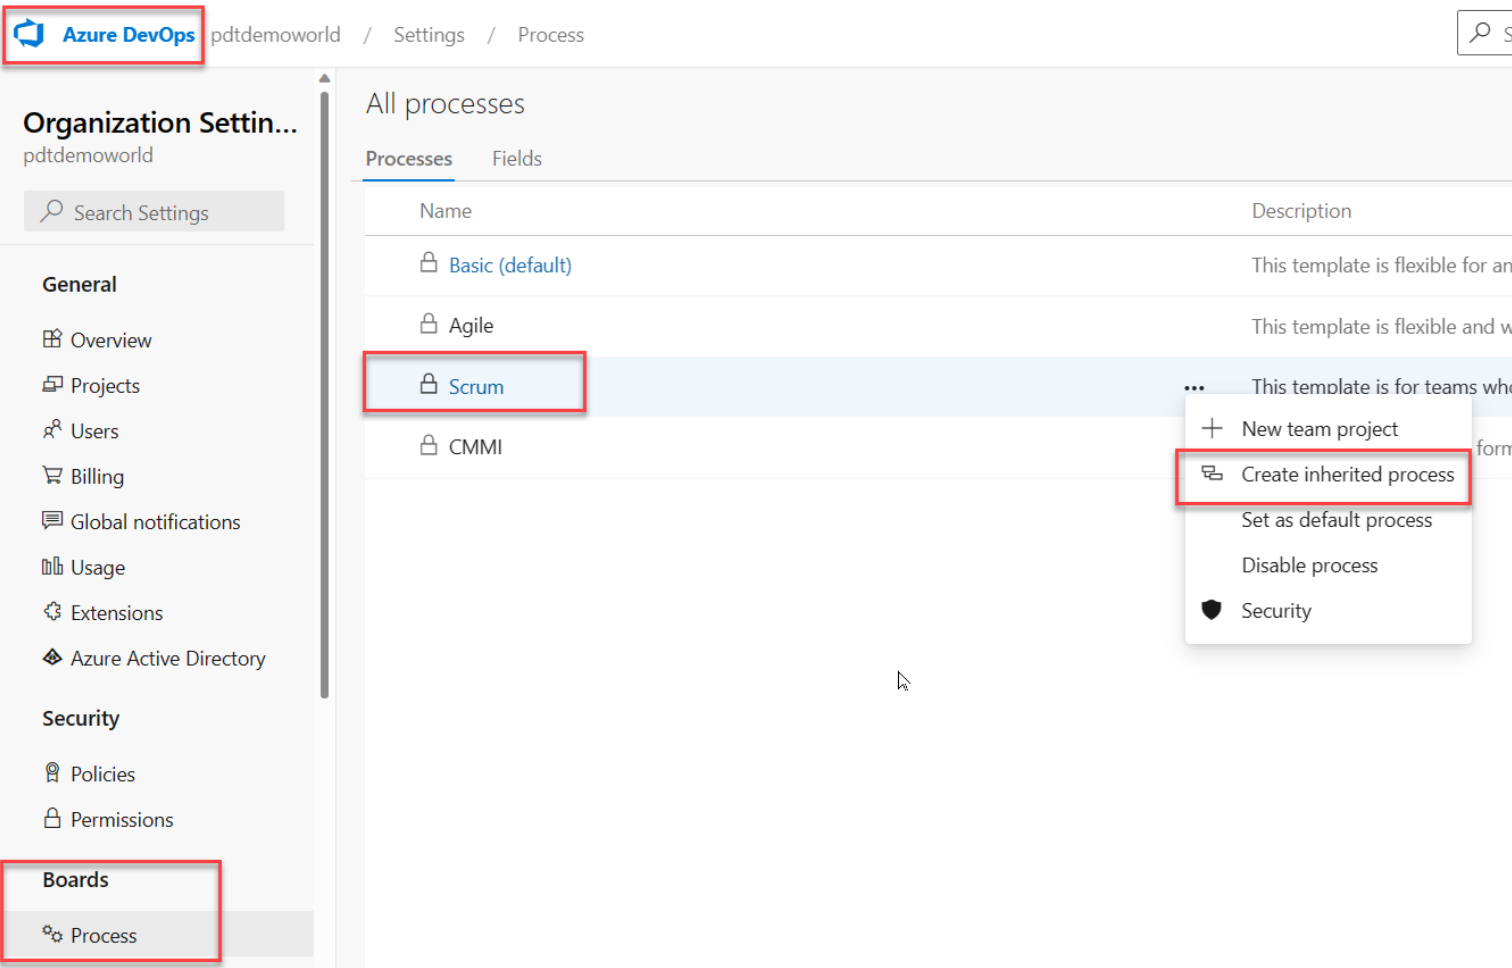 Azure DevOps pdtdemoworld / Settings / Process
Organization Settin...
pdtdemoworld
Search Settings
General
Overview
Projects
Users
Billing
Global notifications
Usage
Extensions
Azure Active Directory
Security
Policies
Permissions
Boards
Process
All processes
Processes Fields
Name Description
Basic (default) This template is flexible for
Agile This template is flexible and
Scrum ... This template is for teams
CMMI
New team project
Create inherited process
Set as default process
Disable process
Security